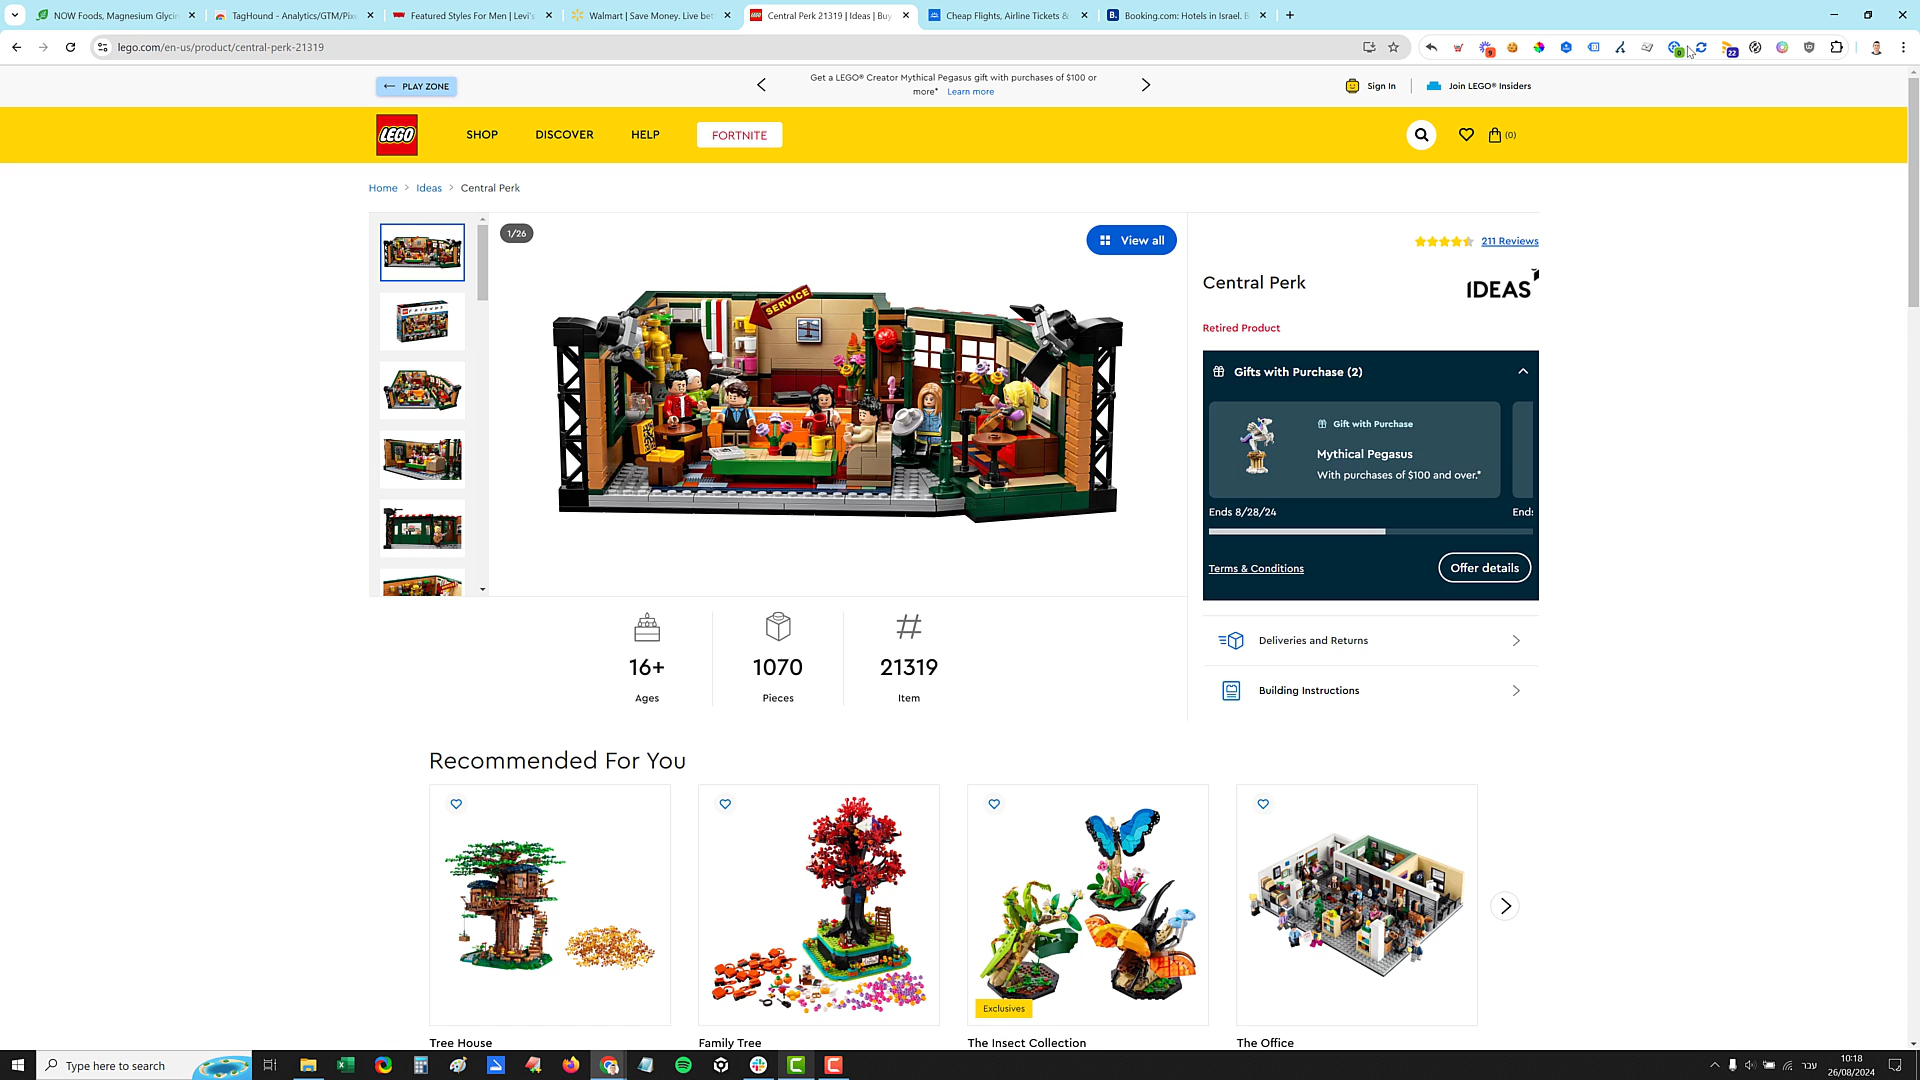 NOW Foods, Magnesium Glycin
TagHound - Analytics/GTM/Pix
Featured Styles For Men | Levi's
Walmart | Save Money. Live bet
Central Perk 21319 | Ideas | Buy
Cheap Flights, Airline Tickets &
B.
Booking.com: Hotels in Israel. B
lego.com/en-us/product/central-perk-21319
9
0
22
PLAY ZONE
Get a LEGO® Creator Mythical Pegasus gift with purchases of $100 or
more* Learn more
Sign In
Join LEGO® Insiders
LEGO
SHOP
DISCOVER
HELP
FORTNITE
(0)
Home > Ideas > Central Perk
1/26
View all
SERVICE
211 Reviews
Central Perk
IDEAS
Retired Product
Gifts with Purchase (2)
Gift with Purchase
Mythical Pegasus
With purchases of $100 and over.*
Ends 8/28/24
Ends
Terms & Conditions
Offer details
16+
Ages
1070
Pieces
21319
Item
Deliveries and Returns
Building Instructions
Recommended For You
Exclusives
Tree House
Family Tree
The Insect Collection
The Office
Type here to search
עבר
10:18
26/08/2024